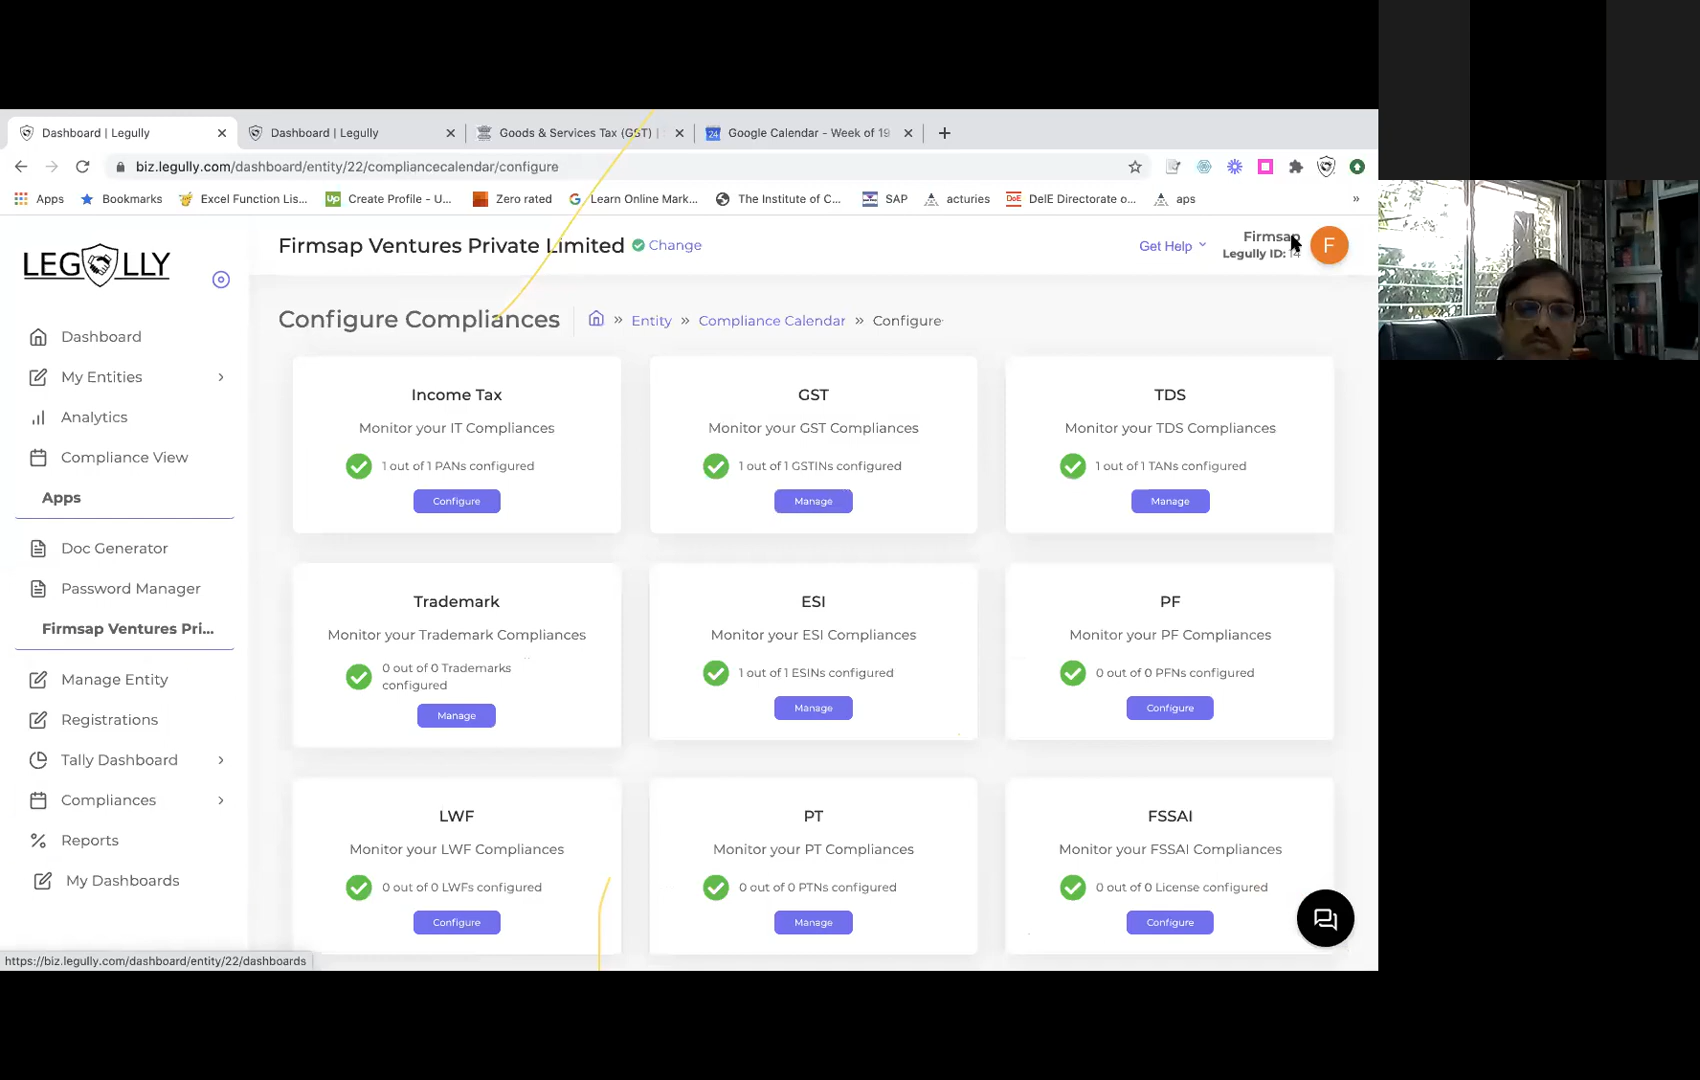 Dashboard | Legully
Dashboard | Legully
Goods & Services Tax (GST) |
Google Calendar - Week of 19
biz.legully.com/dashboard/entity/22/compliancecalendar/configure
Apps
Bookmarks
Excel Function Lis...
Create Profile - U...
Zero rated
Learn Online Mark...
The Institute of C...
SAP
acturies
DelE Directorate o...
aps
LEGULLY
Firmsap Ventures Private Limited
Change
Get Help
Firmsap
Legully ID: 14
F
Configure Compliances
» Entity » Compliance Calendar » Configure
Dashboard
My Entities
Analytics
Compliance View
Apps
Doc Generator
Password Manager
Firmsap Ventures Pri...
Manage Entity
Registrations
Tally Dashboard
Compliances
Reports
My Dashboards
Income Tax
Monitor your IT Compliances
1 out of 1 PANs configured
Configure
GST
Monitor your GST Compliances
1 out of 1 GSTINs configured
Manage
TDS
Monitor your TDS Compliances
1 out of 1 TANs configured
Manage
Trademark
Monitor your Trademark Compliances
0 out of 0 Trademarks
configured
Manage
ESI
Monitor your ESI Compliances
1 out of 1 ESINs configured
Manage
PF
Monitor your PF Compliances
0 out of 0 PFNs configured
Configure
LWF
Monitor your LWF Compliances
0 out of 0 LWFs configured
Configure
PT
Monitor your PT Compliances
0 out of 0 PTNs configured
Manage
FSSAI
Monitor your FSSAI Compliances
0 out of 0 License configured
Configure
https://biz.legully.com/dashboard/entity/22/dashboards